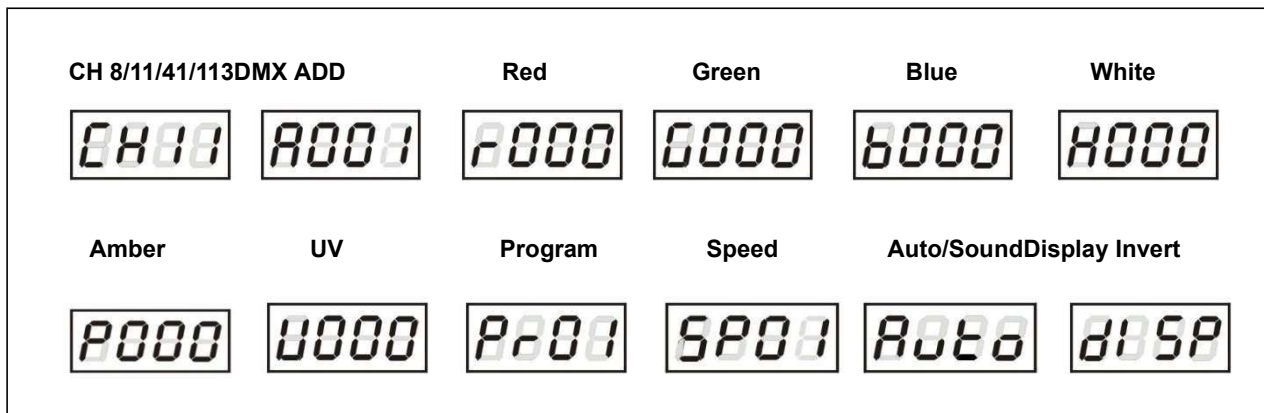 CH 8/11/41/113DMX ADD Red Green Blue White
CH11 A001 r000 G000 b000 H000
Amber UV Program Speed Auto/SoundDisplay Invert
P000 U000 Pr01 SP01 Auto dISP